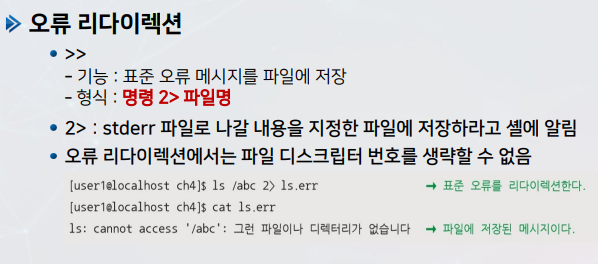 오류 리다이렉션
>>
- 기능 : 표준 오류 메시지를 파일에 저장
- 형식 : 명령 2> 파일명
2> : stderr 파일로 나갈 내용을 지정한 파일에 저장하라고 셸에 알림
오류 리다이렉션에서는 파일 디스크립터 번호를 생략할 수 없음
[user1@localhost ch4]$ ls /abc 2> ls.err → 표준 오류를 리다이렉션한다.
[user1@localhost ch4]$ cat ls.err
ls: cannot access '/abc': 그런 파일이나 디렉터리가 없습니다 → 파일에 저장된 메시지이다.